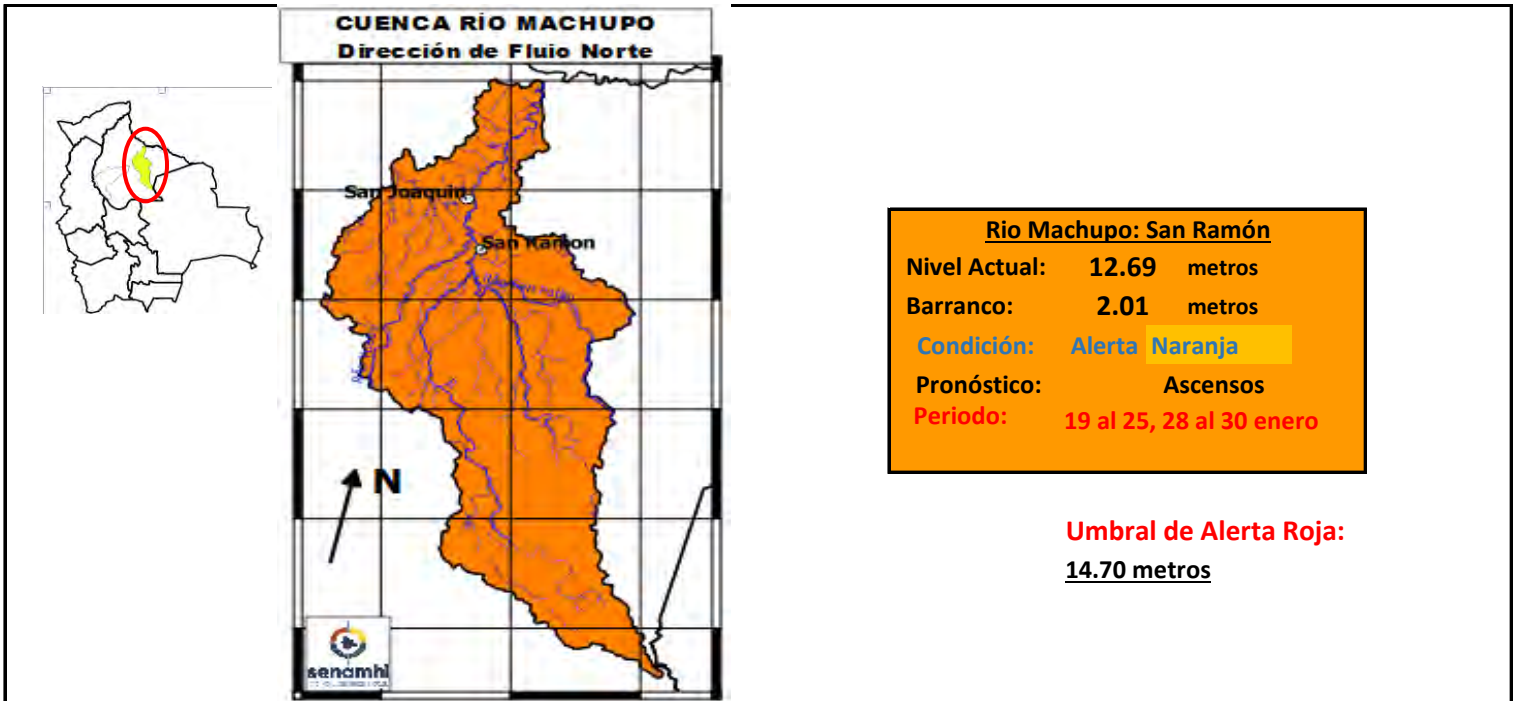 CUENCA RÍO MACHUPO
Dirección de Flujo Norte
San Joaquin
San Ramon
N
senamhi
Rio Machupo: San Ramón
Nivel Actual: 12.69 metros
Barranco: 2.01 metros
Condición: Alerta Naranja
Pronóstico: Ascensos
Periodo: 19 al 25, 28 al 30 enero
Umbral de Alerta Roja:
14.70 metros